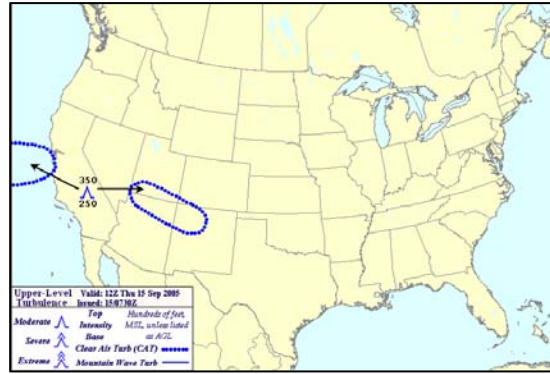 350
250
Upper-Level Valid: 12Z Thu 15 Sep 2005
Turbulence Issued: 15/0730Z
Moderate Top Hundreds of feet,
Intensity MSL, unless listed
Severe Base as AGL
Clear Air Turb (CAT)
Extreme Mountain Wave Turb